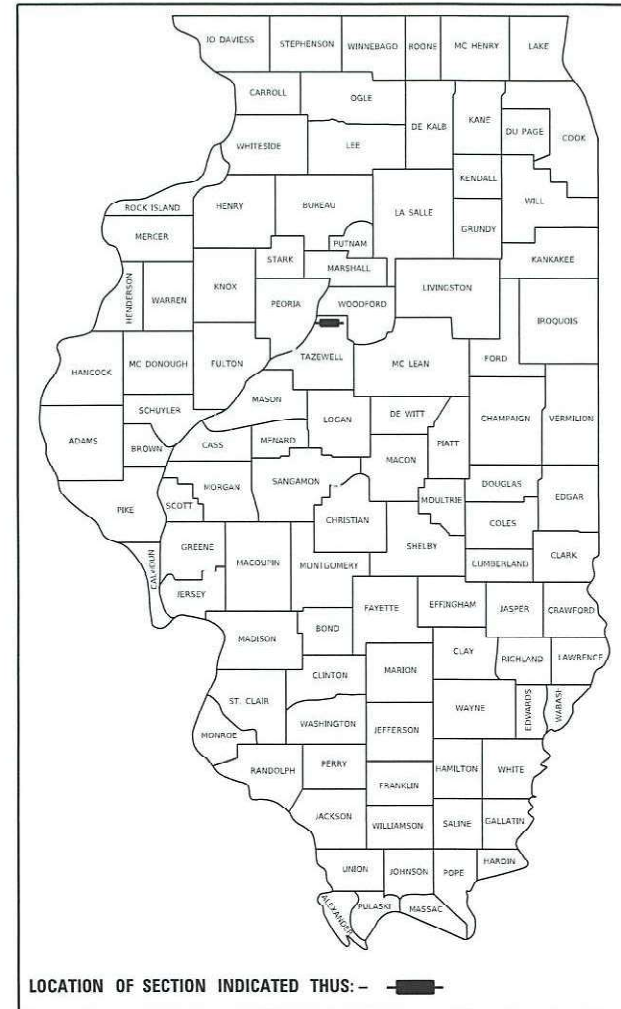 JO DAVIESS STEPHENSON WINNEBAGO BOONE MC HENRY LAKE
CARROLL OGLE DE KALB KANE DU PAGE COOK
WHITESIDE LEE
KENDALL WILL
ROCK ISLAND HENRY BUREAU LA SALLE GRUNDY
MERCER PUTNAM
STARK MARSHALL KANKAKEE
HENDERSON WARREN KNOX PEORIA WOODFORD LIVINGSTON IROQUOIS
HANCOCK MC DONOUGH FULTON TAZEWELL MC LEAN FORD
SCHUYLER MASON LOGAN DE WITT CHAMPAIGN VERMILION
ADAMS BROWN CASS MENARD MACON PIATT
PIKE SCOTT MORGAN SANGAMON CHRISTIAN MOULTRIE DOUGLAS EDGAR
COLES
CALHOUN GREENE MACOUPIN MONTGOMERY SHELBY CUMBERLAND CLARK
JERSEY FAYETTE EFFINGHAM JASPER CRAWFORD
MADISON BOND
CLAY RICHLAND LAWRENCE
CLINTON MARION
ST. CLAIR WASHINGTON WAYNE EDWARDS WABASH
MONROE JEFFERSON
RANDOLPH PERRY HAMILTON WHITE
FRANKLIN
JACKSON WILLIAMSON SALINE GALLATIN
UNION JOHNSON POPE HARDIN
ALEXANDER PULASKI MASSAC
LOCATION OF SECTION INDICATED THUS: –